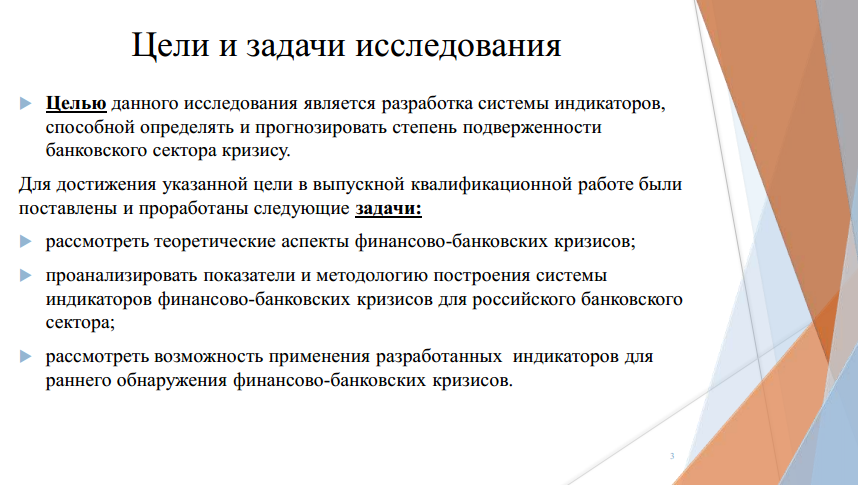 Цели и задачи исследования
Целью данного исследования является разработка системы индикаторов,
способной определять и прогнозировать степень подверженности
банковского сектора кризису.
Для достижения указанной цели в выпускной квалификационной работе были
поставлены и проработаны следующие задачи:
рассмотреть теоретические аспекты финансово-банковских кризисов;
проанализировать показатели и методологию построения системы
индикаторов финансово-банковских кризисов для российского банковского
сектора;
рассмотреть возможность применения разработанных  индикаторов для
раннего обнаружения финансово-банковских кризисов.
3